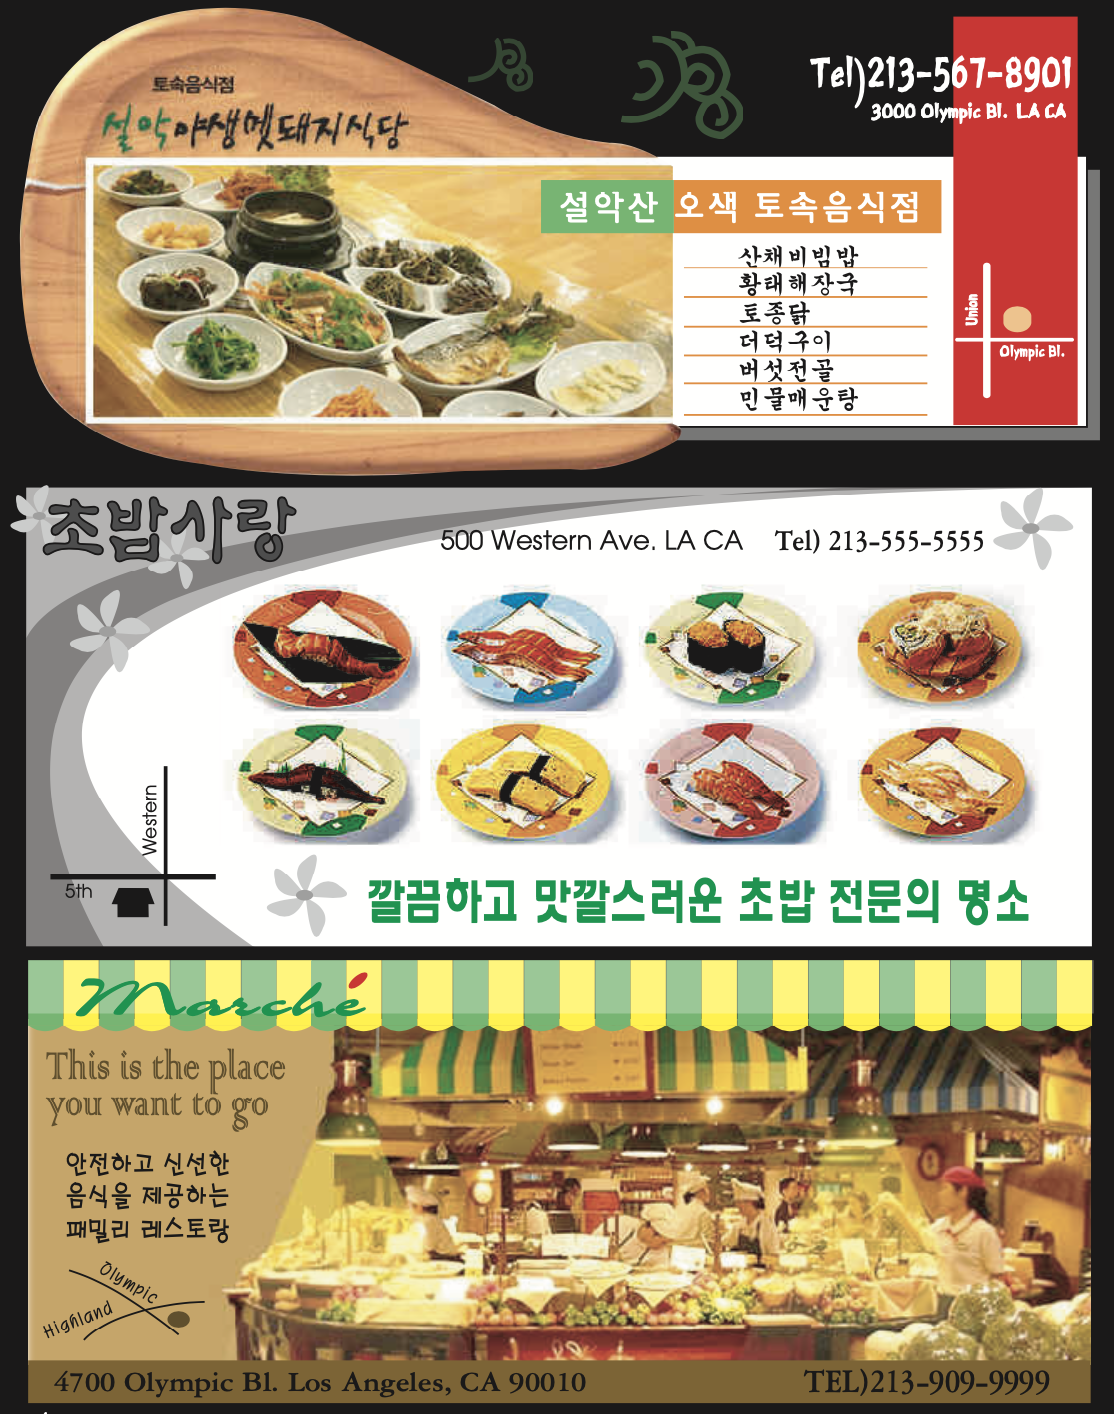 토속음식점
설악야생멧돼지식당
Tel)213-567-8901
3000 Olympic Bl. LA CA
설악산 오색 토속음식점
산채비빔밥
황태해장국
토종닭
더덕구이
버섯전골
민물매운탕
Union
Olympic Bl.
초밥사랑
500 Western Ave. LA CA Tel) 213-555-5555
Western
5th
깔끔하고 맛깔스러운 초밥 전문의 명소
Marché
This is the place
you want to go
안전하고 신선한
음식을 제공하는
패밀리 레스토랑
Olympic
Highland
4700 Olympic Bl. Los Angeles, CA 90010 TEL)213-909-9999